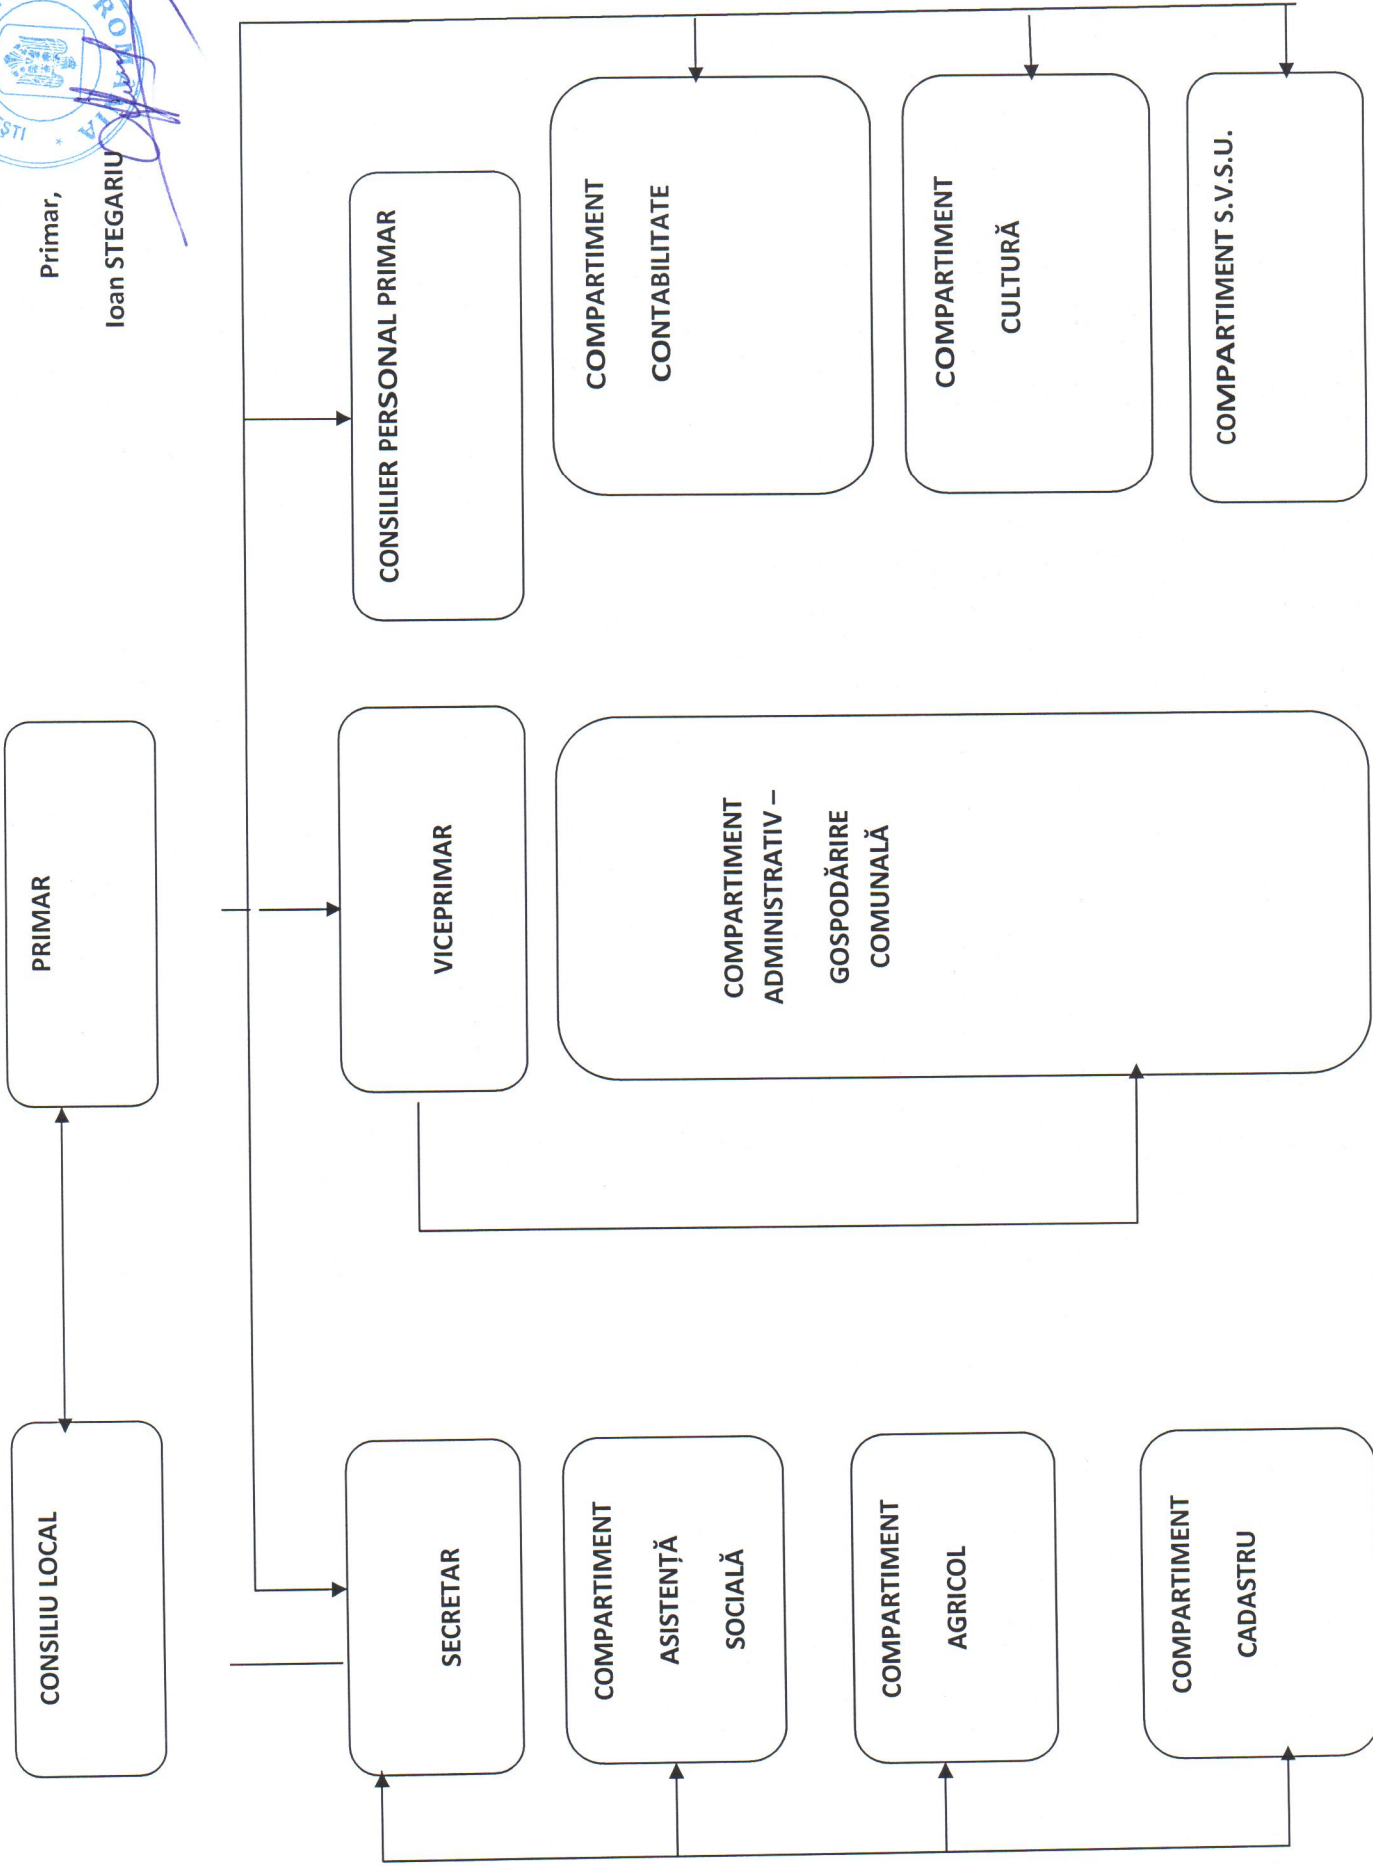 ROMÂNIA
Primar,
Ioan STEGARIU
CONSILIU LOCAL
PRIMAR
SECRETAR
VICEPRIMAR
CONSILIER PERSONAL PRIMAR
COMPARTIMENT
ASISTENȚĂ
SOCIALĂ
COMPARTIMENT
AGRICOL
COMPARTIMENT
CADASTRU
COMPARTIMENT
ADMINISTRATIV –
GOSPODĂRIRE
COMUNALĂ
COMPARTIMENT
CONTABILITATE
COMPARTIMENT
CULTURĂ
COMPARTIMENT S.V.S.U.